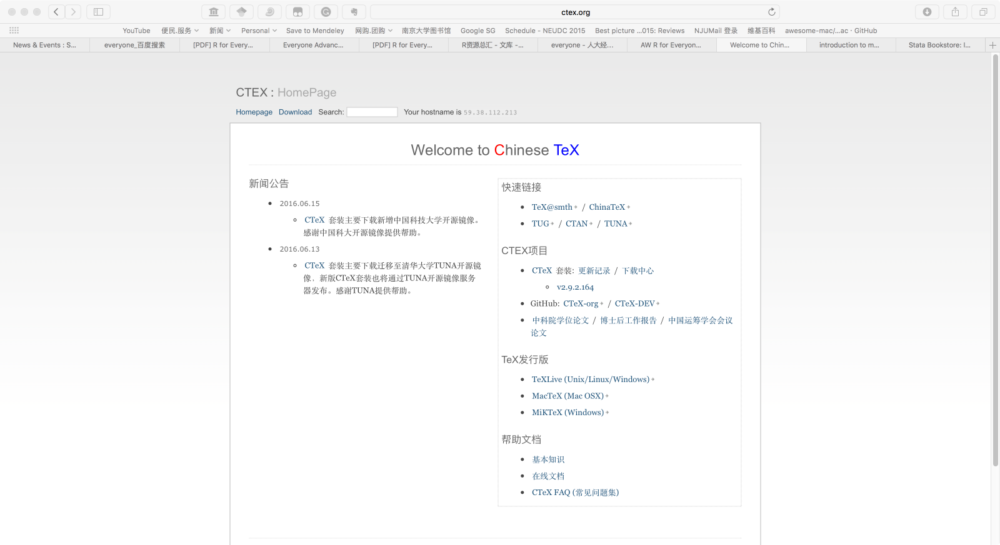 ctex.org
YouTube 便民.服务 新闻 Personal Save to Mendeley 网购.团购 南京大学图书馆 Google SG Schedule - NEUDC 2015 Best picture ...015: Reviews NJUMail 登录 维基百科 awesome-mac/...ac · GitHub
News & Events : S... everyone_百度搜索 [PDF] R for Every... Everyone Advanc... [PDF] R for Every... R资源总汇 - 文库 -... everyone - 人大经... AW R for Everyon... Welcome to Chin... introduction to m... Stata Bookstore: I...
CTEX : HomePage
Homepage Download Search: Your hostname is 59.38.112.213
Welcome to Chinese TeX
新闻公告
2016.06.15
CTeX 套装主要下载新增中国科技大学开源镜像。
感谢中国科大开源镜像提供帮助。
2016.06.13
CTeX 套装主要下载迁移至清华大学TUNA开源镜
像，新版CTeX套装也将通过TUNA开源镜像服务
器发布。感谢TUNA提供帮助。
快速链接
TeX@smth / ChinaTeX
TUG / CTAN / TUNA
CTEX项目
CTeX 套装: 更新记录 / 下载中心
v2.9.2.164
GitHub: CTeX-org / CTeX-DEV
中科院学位论文 / 博士后工作报告 / 中国运筹学会会议
论文
TeX发行版
TeXLive (Unix/Linux/Windows)
MacTeX (Mac OSX)
MiKTeX (Windows)
帮助文档
基本知识
在线文档
CTeX FAQ (常见问题集)